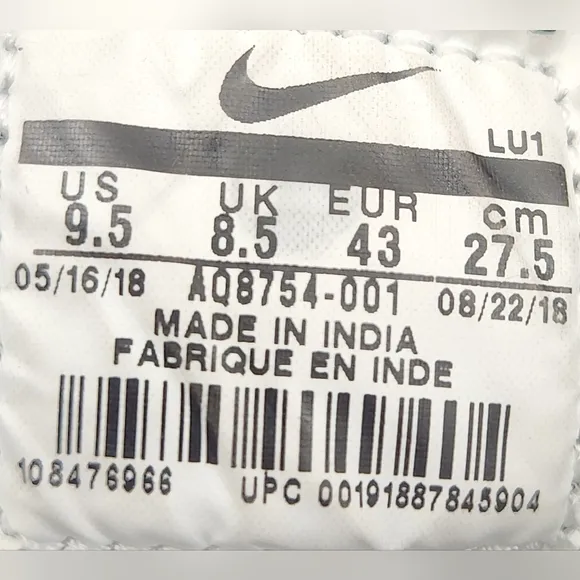 LU1
US UK EUR cm
9.5 8.5 43 27.5
05/16/18 AQ8754-001 08/22/18
MADE IN INDIA
FABRIQUE EN INDE
108476966 UPC 00191887845904